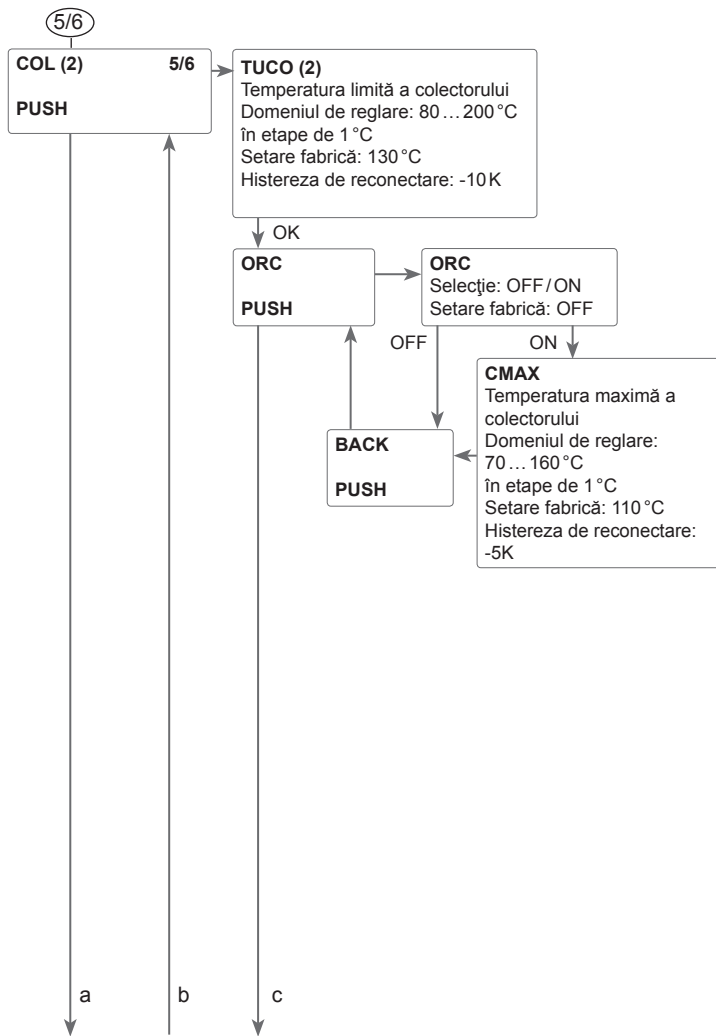 5/6
COL (2) 5/6
PUSH
TUCO (2)
Temperatura limită a colectorului
Domeniul de reglare: 80…200 °C
în etape de 1 °C
Setare fabrică: 130 °C
Histereza de reconectare: -10 K
OK
ORC
PUSH
ORC
Selecţie: OFF / ON
Setare fabrică: OFF
OFF
ON
CMAX
Temperatura maximă a
colectorului
Domeniul de reglare:
70…160 °C
în etape de 1 °C
Setare fabrică: 110 °C
Histereza de reconectare:
-5K
BACK
PUSH
a
b
c